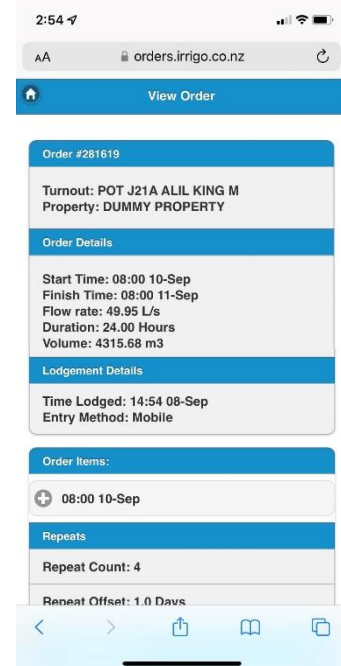 2:54
AA orders.irrigo.co.nz
View Order
Order #281619
Turnout: POT J21A ALIL KING M
Property: DUMMY PROPERTY
Order Details
Start Time: 08:00 10-Sep
Finish Time: 08:00 11-Sep
Flow rate: 49.95 L/s
Duration: 24.00 Hours
Volume: 4315.68 m3
Lodgement Details
Time Lodged: 14:54 08-Sep
Entry Method: Mobile
Order Items:
08:00 10-Sep
Repeats
Repeat Count: 4
Repeat Offset: 1.0 Days